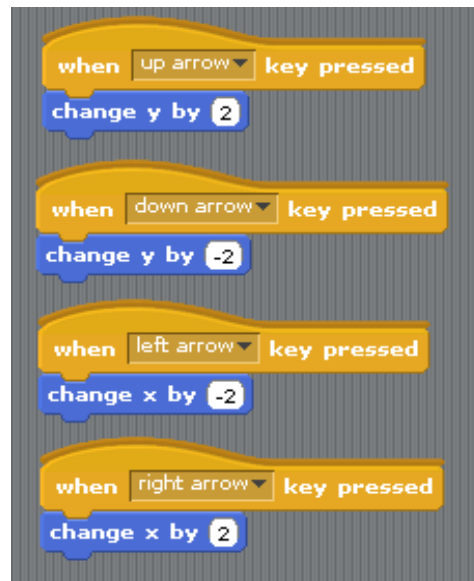 when up arrow key pressed
change y by 2
when down arrow key pressed
change y by -2
when left arrow key pressed
change x by -2
when right arrow key pressed
change x by 2